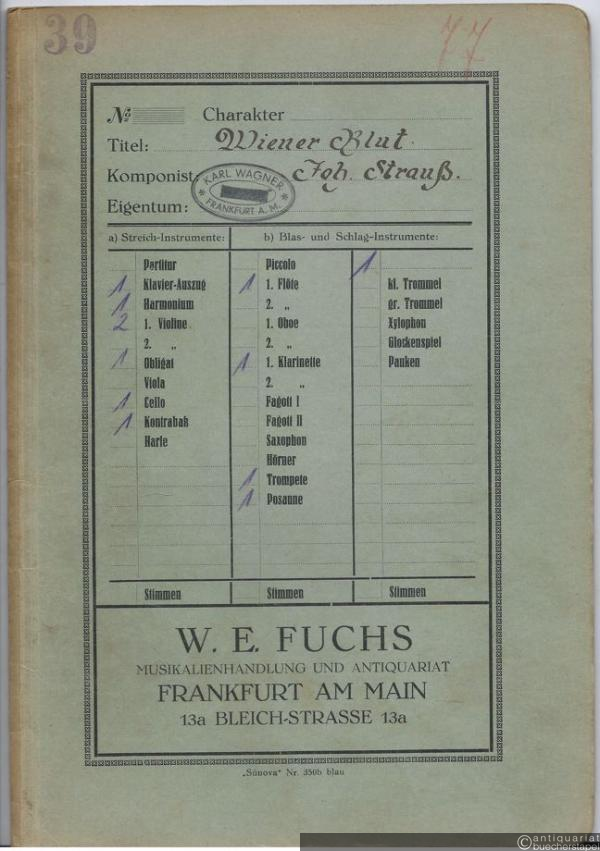 39
77
№ Charakter
Titel: Wiener Blut.
Komponist: Joh. Strauß.
KARL WAGNER
* FRANKFURT A. M. *
Eigentum:
a) Streich-Instrumente: b) Blas- und Schlag-Instrumente:
Partitur
1 Klavier-Auszug
1 Harmonium
2 1. Violine
2. „
1 Obligat
Viola
1 Cello
1 Kontrabaß
Harfe
Stimmen
Piccolo
1 1. Flöte
2. „
1. Oboe
2. „
1 1. Klarinette
2. „
Fagott I
Fagott II
Saxophon
Hörner
1 Trompete
1 Posaune
Stimmen
1
kl. Trommel
gr. Trommel
Xylophon
Glockenspiel
Pauken
Stimmen
W. E. FUCHS
MUSIKALIENHANDLUNG UND ANTIQUARIAT
FRANKFURT AM MAIN
13a BLEICH-STRASSE 13a
„Sünova“ Nr. 350b blau
antiquariat
buecherstapel